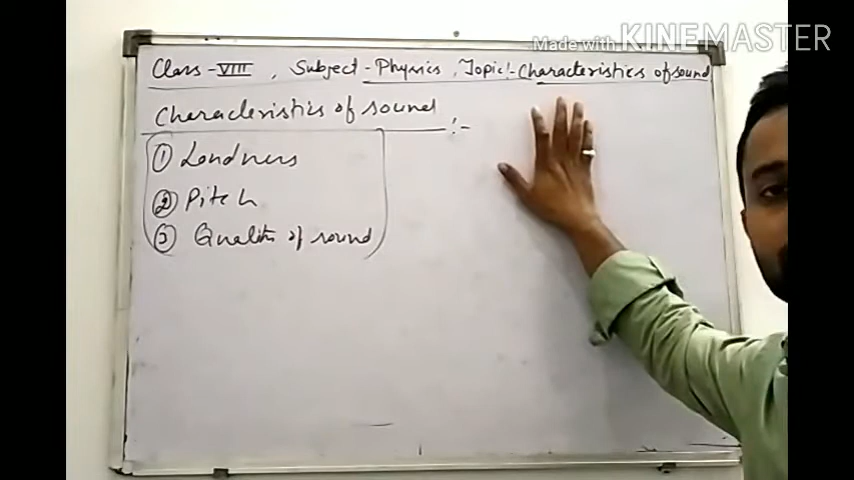 Made with KINEMASTER
Class-VIII, Subject-Physics, Topic:-Characteristics of sound
Characteristics of sound :-
① Loudness
② Pitch
③ Quality of sound